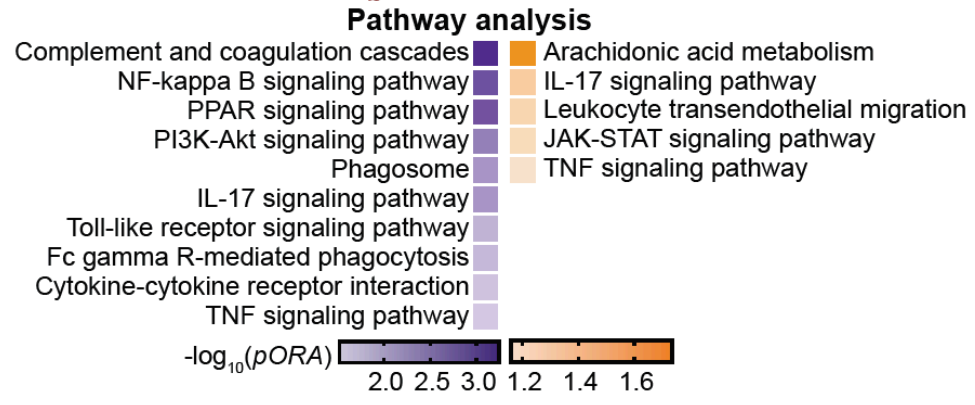 Pathway analysis
Complement and coagulation cascades Arachidonic acid metabolism
NF-kappa B signaling pathway IL-17 signaling pathway
PPAR signaling pathway Leukocyte transendothelial migration
PI3K-Akt signaling pathway JAK-STAT signaling pathway
Phagosome TNF signaling pathway
IL-17 signaling pathway
Toll-like receptor signaling pathway
Fc gamma R-mediated phagocytosis
Cytokine-cytokine receptor interaction
TNF signaling pathway
-log10(pORA)
2.0 2.5 3.0 1.2 1.4 1.6